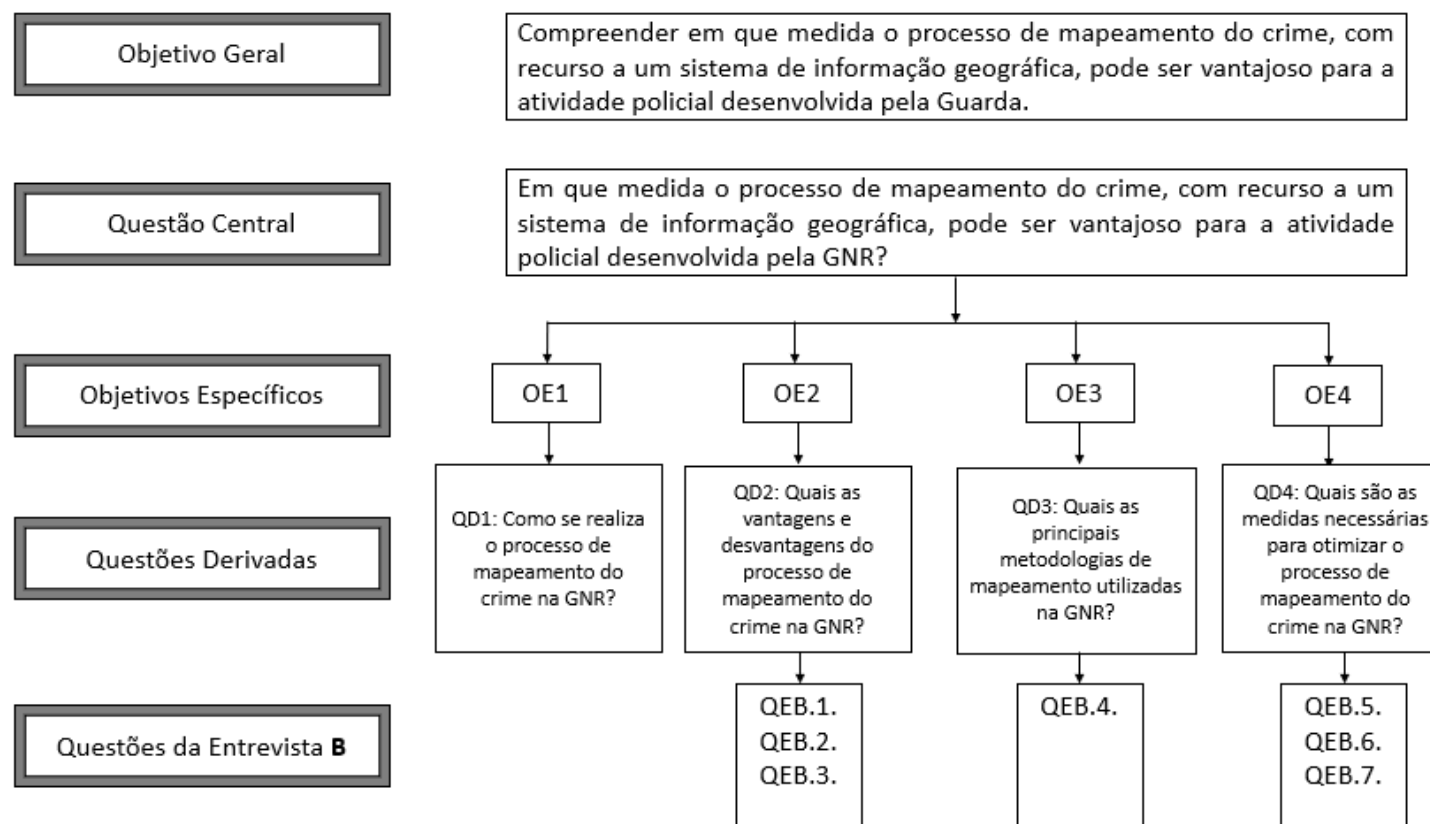 Objetivo Geral
Compreender em que medida o processo de mapeamento do crime, com
recurso a um sistema de informação geográfica, pode ser vantajoso para a
atividade policial desenvolvida pela Guarda.
Questão Central
Em que medida o processo de mapeamento do crime, com recurso a um
sistema de informação geográfica, pode ser vantajoso para a atividade
policial desenvolvida pela GNR?
Objetivos Específicos
OE1
OE2
OE3
OE4
Questões Derivadas
QD1: Como se realiza
o processo de
mapeamento do
crime na GNR?
QD2: Quais as
vantagens e
desvantagens do
processo de
mapeamento do
crime na GNR?
QD3: Quais as
principais
metodologias de
mapeamento utilizadas
na GNR?
QD4: Quais são as
medidas necessárias
para otimizar o
processo de
mapeamento do
crime na GNR?
Questões da Entrevista B
QEB.1.
QEB.2.
QEB.3.
QEB.4.
QEB.5.
QEB.6.
QEB.7.